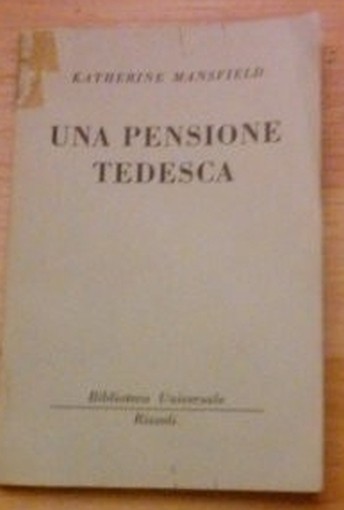 KATHERINE MANSFIELD
UNA PENSIONE
TEDESCA
Biblioteca Universale
Rizzoli